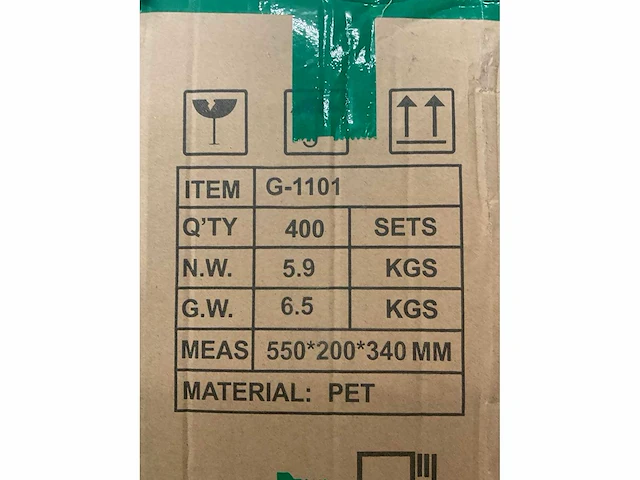 ITEM G-1101
Q'TY 400 SETS
N.W. 5.9 KGS
G.W. 6.5 KGS
MEAS 550*200*340 MM
MATERIAL: PET